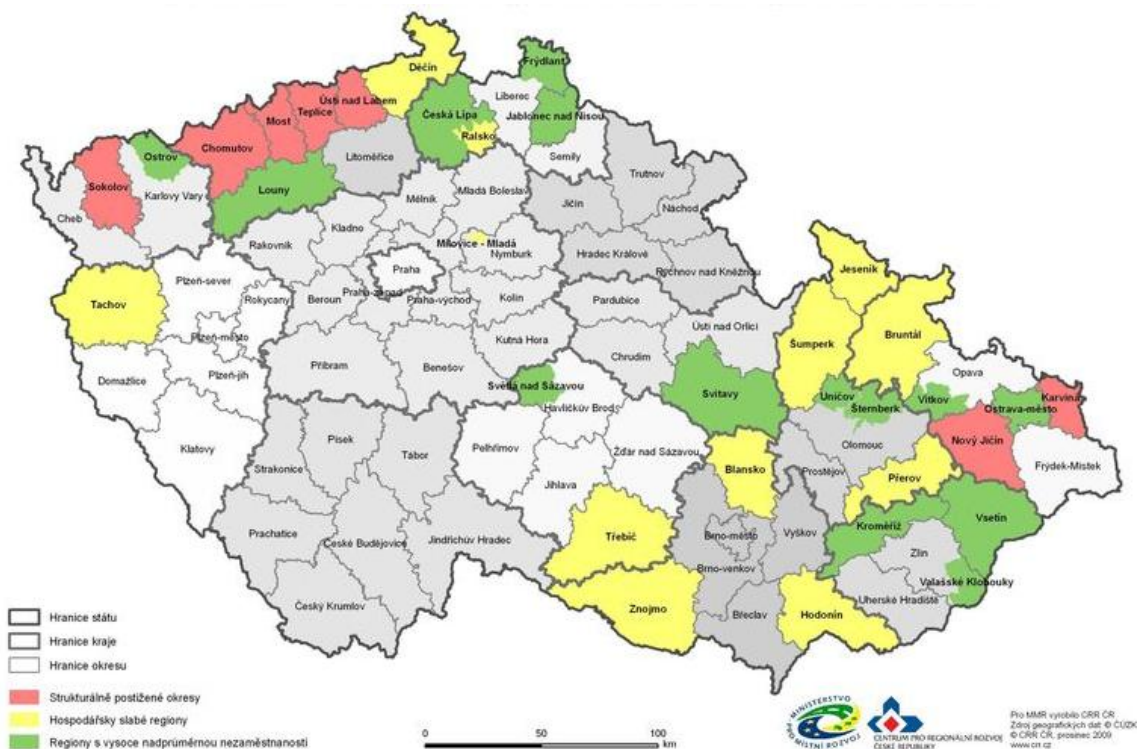 Děčín
Frýdlant
Liberec
Ústí nad Labem
Česká Lípa
Jablonec nad Nisou
Teplice
Most
Ralsko
Chomutov
Litoměřice
Semily
Ostrov
Trutnov
Sokolov
Louny
Mladá Boleslav
Karlovy Vary
Mělník
Jičín
Náchod
Cheb
Kladno
Rakovník
Milovice - Mladá
Nymburk
Hradec Králové
Jeseník
Plzeň-sever
Praha
Rychnov nad Kněžnou
Tachov
Rokycany
Beroun
Praha-západ
Praha-východ
Kolín
Pardubice
Bruntál
Ústí nad Orlicí
Plzeň-město
Kutná Hora
Šumperk
Chrudim
Opava
Příbram
Benešov
Domažlice
Plzeň-jih
Světlá nad Sázavou
Svitavy
Uničov
Vítkov
Karviná
Havlíčkův Brod
Šternberk
Ostrava-město
Klatovy
Písek
Tábor
Olomouc
Nový Jičín
Pelhřimov
Žďár nad Sázavou
Strakonice
Blansko
Prostějov
Přerov
Frýdek-Místek
Jihlava
Vsetín
Kroměříž
Prachatice
České Budějovice
Jindřichův Hradec
Třebíč
Brno-město
Vyškov
Zlín
Brno-venkov
Valašské Klobouky
Uherské Hradiště
Český Krumlov
Znojmo
Břeclav
Hodonín
Hranice státu
Hranice kraje
Hranice okresu
Strukturálně postižené okresy
Hospodářsky slabé regiony
Regiony s vysoce nadprůměrnou nezaměstnaností
0 50 100
km
MINISTERSTVO
PRO MÍSTNÍ ROZVOJ
CENTRUM PRO REGIONÁLNÍ ROZVOJ
ČESKÉ REPUBLIKY
Pro MMR vyrobilo CRR ČR
Zdroj geografických dat © ČÚZK
© CRR ČR, prosinec 2009
www.crr.cz